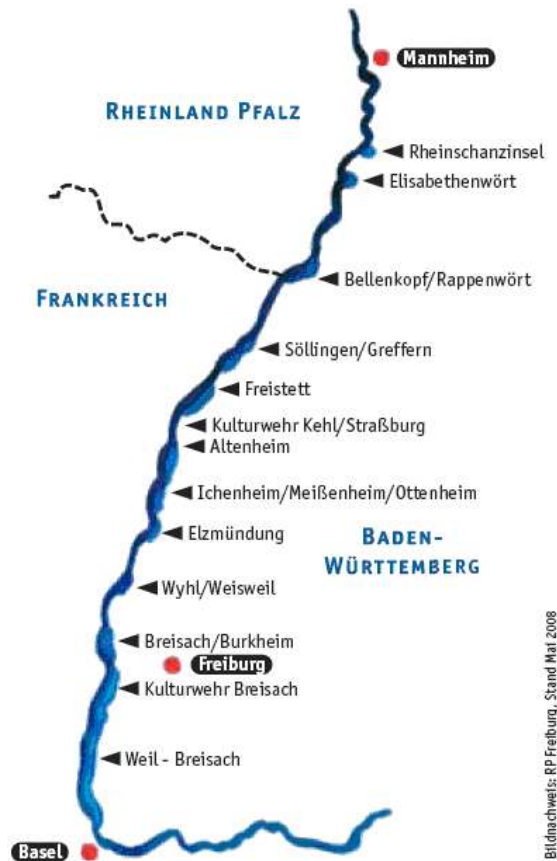 Mannheim
RHEINLAND PFALZ
Rheinschanzinsel
Elisabethenwört
Bellenkopf/Rappenwört
FRANKREICH
Söllingen/Greffern
Freistett
Kulturwehr Kehl/Straßburg
Altenheim
Ichenheim/Meißenheim/Ottenheim
Elzmündung
BADEN-
WÜRTTEMBERG
Wyhl/Weisweil
Breisach/Burkheim
Freiburg
Kulturwehr Breisach
Weil - Breisach
Basel
Bildnachweis: RP Freiburg, Stand Mai 2008